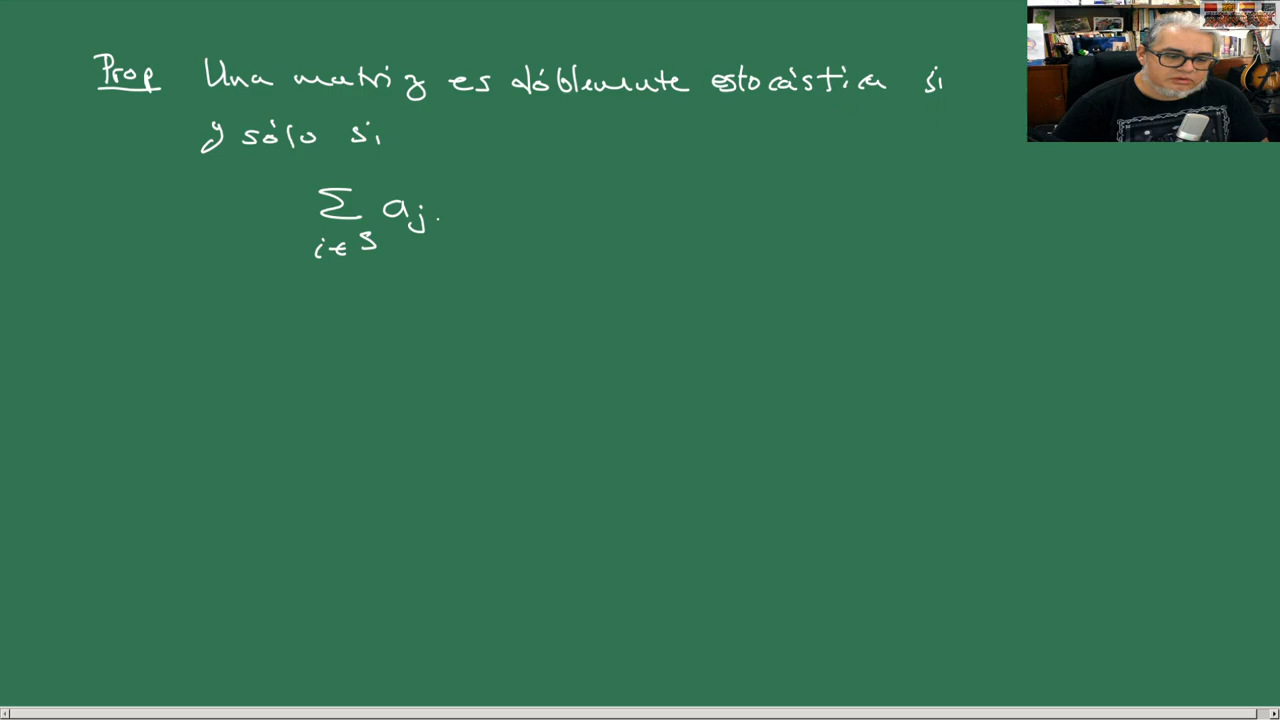 Prop Una matriz es doblemente estocástica si
y sólo si
∑ a_j
i∈S